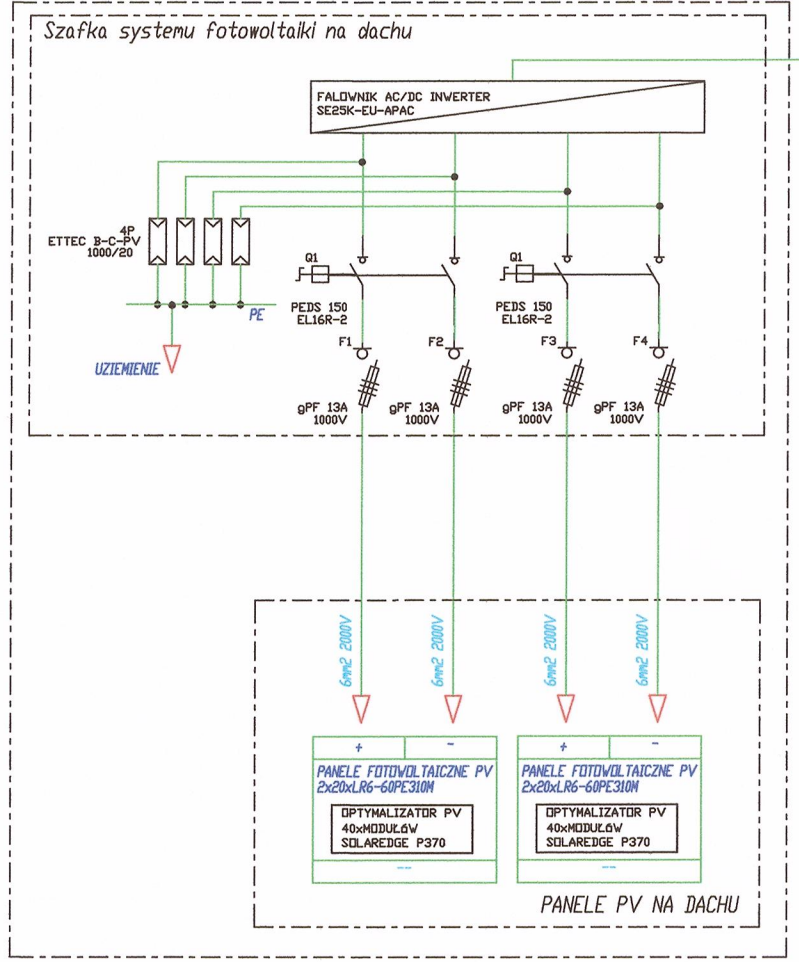 Szafka systemu fotowoltaiki na dachu
FALOWNIK AC/DC INWERTER
SE25K-EU-APAC
4P
ETTEC B-C-PV
1000/20
PE
UZIEMIENIE
Q1
PEDS 150
EL16R-2
Q1
PEDS 150
EL16R-2
F1
F2
F3
F4
gPF 13A
1000V
gPF 13A
1000V
gPF 13A
1000V
gPF 13A
1000V
6mm2 2000V
6mm2 2000V
6mm2 2000V
6mm2 2000V
+ -
PANELE FOTOWOLTAICZNE PV
2x20xLR6-60PE310M
OPTYMALIZATOR PV
40xMODUŁÓW
SOLAREDGE P370
--
+ -
PANELE FOTOWOLTAICZNE PV
2x20xLR6-60PE310M
OPTYMALIZATOR PV
40xMODUŁÓW
SOLAREDGE P370
--
PANELE PV NA DACHU